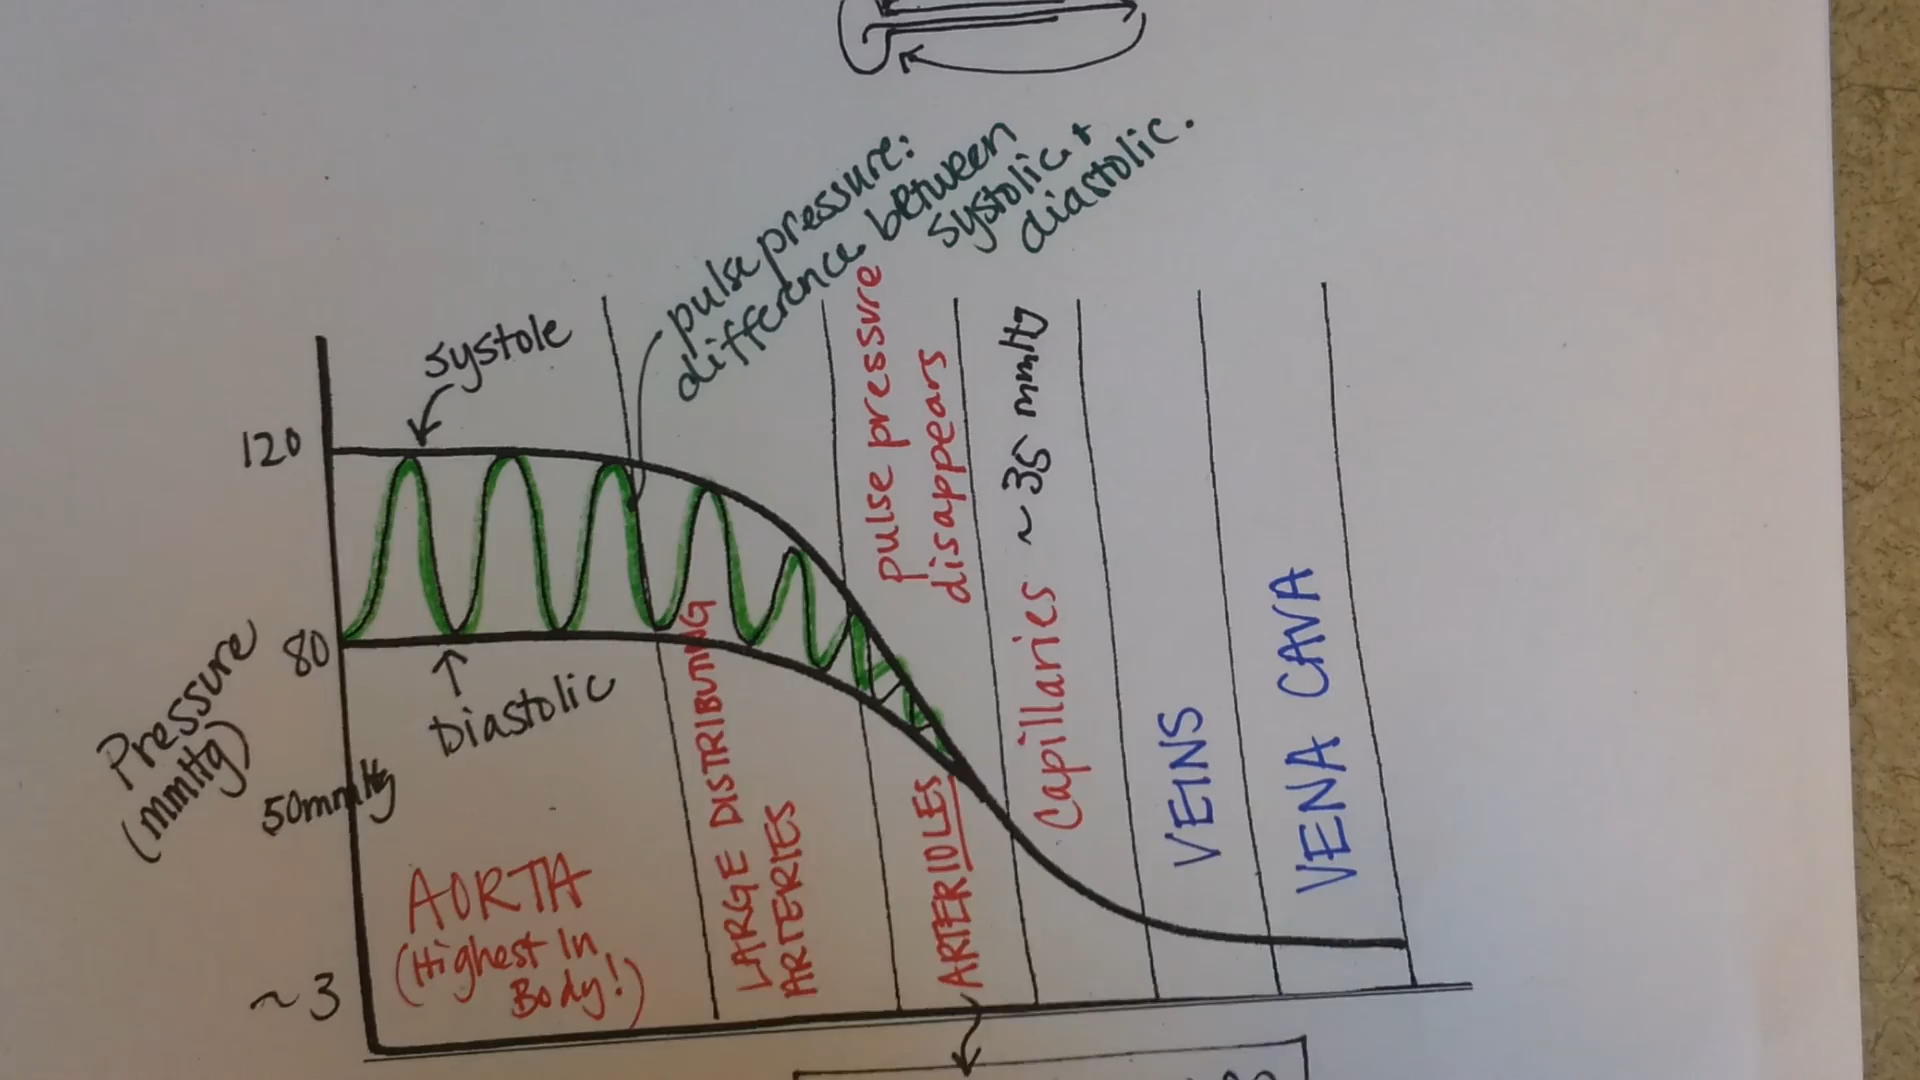 pulse pressure:
difference between
systolic +
diastolic.
systole
pulse pressure
disappears
~ 35 mmHg
120
80
Diastolic
Pressure
(mmHg)
50mmHg
~ 3
AORTA
(Highest In
Body!)
LARGE DISTRIBUTING
ARTERIES
ARTERIOLES
Capillaries
VEINS
VENA CAVA